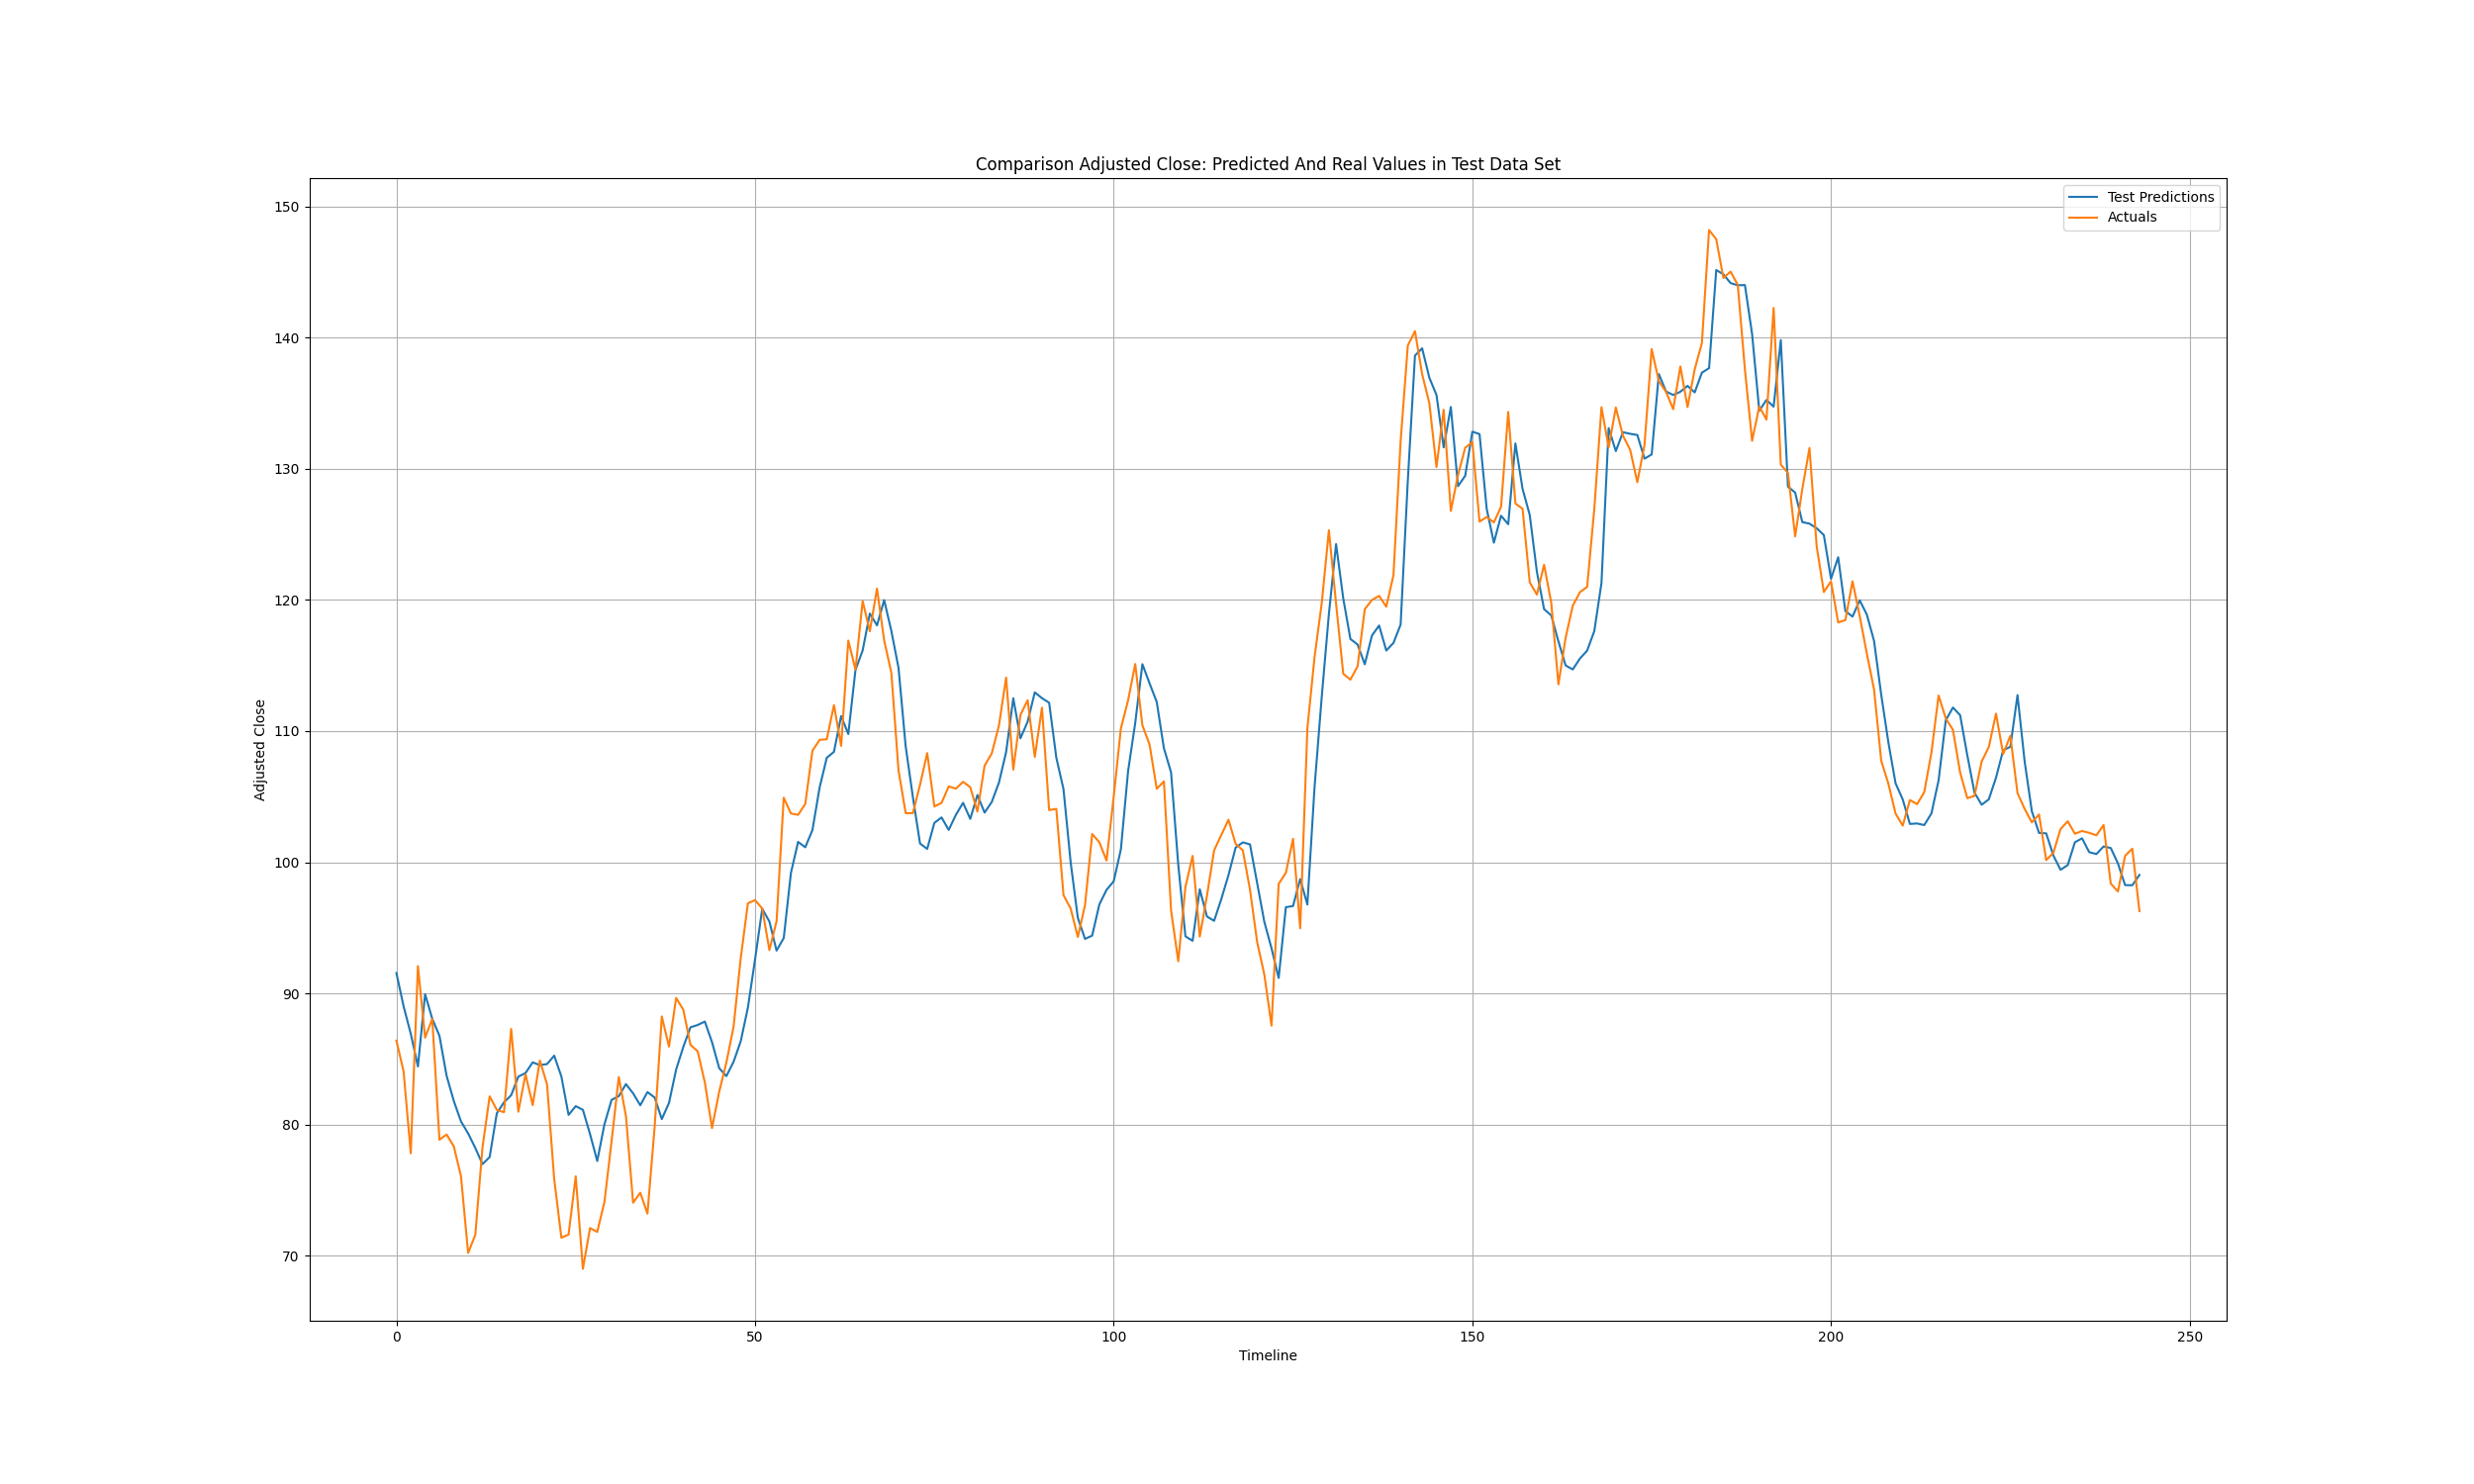 Comparison Adjusted Close: Predicted And Real Values in Test Data Set
Test Predictions
Actuals
Adjusted Close
150
140
130
120
110
100
90
80
70
0 50 100 150 200 250
Timeline